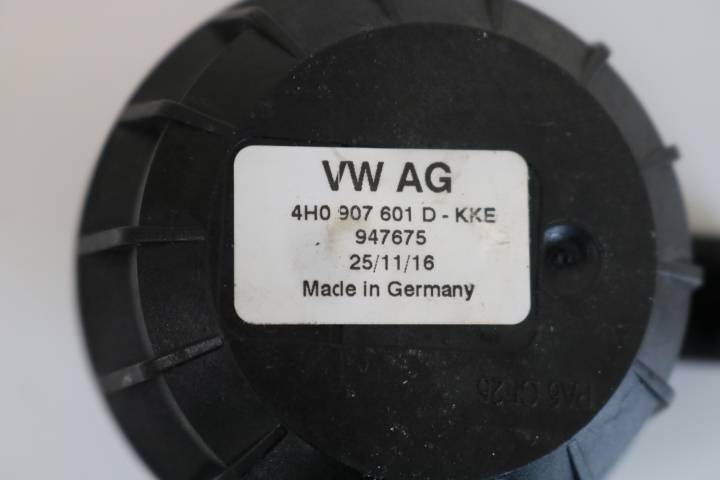 VW AG
4H0 907 601 D - KKE
947675
25/11/16
Made in Germany